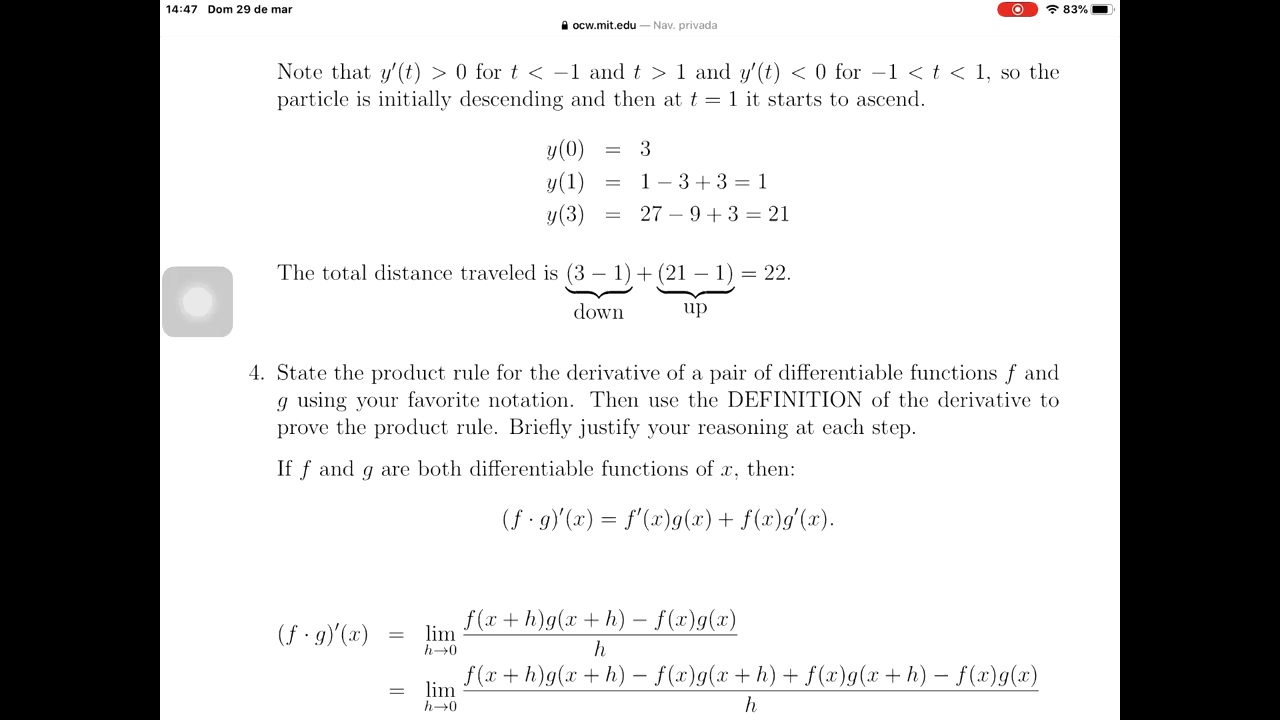 14:47 Dom 29 de mar 83%
ocw.mit.edu — Nav. privada
Note that y′(t) > 0 for t < −1 and t > 1 and y′(t) < 0 for −1 < t < 1, so the
particle is initially descending and then at t = 1 it starts to ascend.
y(0) = 3
y(1) = 1 − 3 + 3 = 1
y(3) = 27 − 9 + 3 = 21
The total distance traveled is (3 − 1) + (21 − 1) = 22.
down up
4. State the product rule for the derivative of a pair of differentiable functions f and
g using your favorite notation. Then use the DEFINITION of the derivative to
prove the product rule. Briefly justify your reasoning at each step.
If f and g are both differentiable functions of x, then:
(f · g)′(x) = f′(x)g(x) + f(x)g′(x).
f(x + h)g(x + h) − f(x)g(x)
(f · g)′(x) = lim
h→0 h
f(x + h)g(x + h) − f(x)g(x + h) + f(x)g(x + h) − f(x)g(x)
= lim
h→0 h